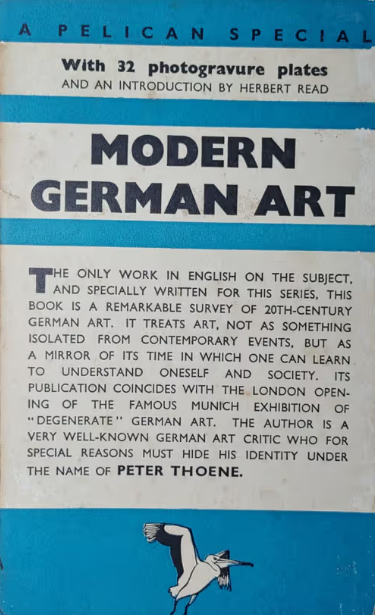 A PELICAN SPECIAL
With 32 photogravure plates
AND AN INTRODUCTION BY HERBERT READ
MODERN
GERMAN ART
THE ONLY WORK IN ENGLISH ON THE SUBJECT,
AND SPECIALLY WRITTEN FOR THIS SERIES, THIS
BOOK IS A REMARKABLE SURVEY OF 20TH-CENTURY
GERMAN ART. IT TREATS ART, NOT AS SOMETHING
ISOLATED FROM CONTEMPORARY EVENTS, BUT AS
A MIRROR OF ITS TIME IN WHICH ONE CAN LEARN
TO UNDERSTAND ONESELF AND SOCIETY. ITS
PUBLICATION COINCIDES WITH THE LONDON OPEN-
ING OF THE FAMOUS MUNICH EXHIBITION OF
"DEGENERATE" GERMAN ART. THE AUTHOR IS A
VERY WELL-KNOWN GERMAN ART CRITIC WHO FOR
SPECIAL REASONS MUST HIDE HIS IDENTITY UNDER
THE NAME OF PETER THOENE.